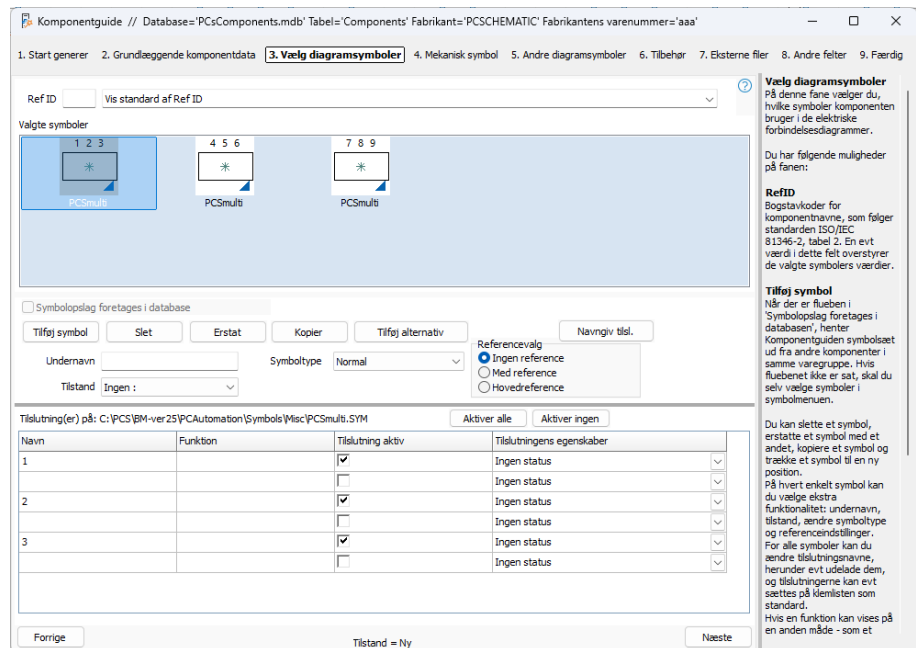 Komponentguide // Database='PCsComponents.mdb' Tabel='Components' Fabrikant='PCSCHEMATIC' Fabrikantens varenummer='aaa'
1. Start generer 2. Grundlæggende komponentdata 3. Vælg diagramsymboler 4. Mekanisk symbol 5. Andre diagramsymboler 6. Tilbehør 7. Eksterne filer 8. Andre felter 9. Færdig
Ref ID Vis standard af Ref ID
Valgte symboler
1 2 3
PCSmulti
4 5 6
PCSmulti
7 8 9
PCSmulti
Symbolopslag foretages i database
Tilføj symbol Slet Erstat Kopier Tilføj alternativ Navngiv tilsl.
Undernavn Symboltype Normal
Tilstand Ingen :
Referencevalg
Ingen reference
Med reference
Hovedreference
Tilslutning(er) på: C:\PCS\BM-ver25\PCAutomation\Symbols\Misc\PCSmulti.SYM Aktiver alle Aktiver ingen
Navn Funktion Tilslutning aktiv Tilslutningens egenskaber
1 Ingen status
Ingen status
2 Ingen status
Ingen status
3 Ingen status
Ingen status
Forrige Tilstand = Ny Næste
?
Vælg diagramsymboler
På denne fane vælger du,
hvilke symboler komponenten
bruger i de elektriske
forbindelsesdiagrammer.
Du har følgende muligheder
på fanen:
RefID
Bogstavkoder for
komponentnavne, som følger
standarden ISO/IEC
81346-2, tabel 2. En evt
værdi i dette felt overstyrer
de valgte symbolers værdier.
Tilføj symbol
Når der er flueben i
'Symbolopslag foretages i
databasen', henter
Komponentguiden symbolsæt
ud fra andre komponenter i
samme varegruppe. Hvis
fluebenet ikke er sat, skal du
selv vælge symboler i
symbolmenuen.
Du kan slette et symbol,
erstatte et symbol med et
andet, kopiere et symbol og
trække et symbol til en ny
position.
På hvert enkelt symbol kan
du vælge ekstra
funktionalitet: undernavn,
tilstand, ændre symboltype
og referenceindstillinger.
For alle symboler kan du
ændre tilslutningsnavne,
herunder evt udelade dem,
og tilslutningerne kan evt
sættes på klemlisten som
standard.
Hvis en funktion kan vises på
en anden måde - som et